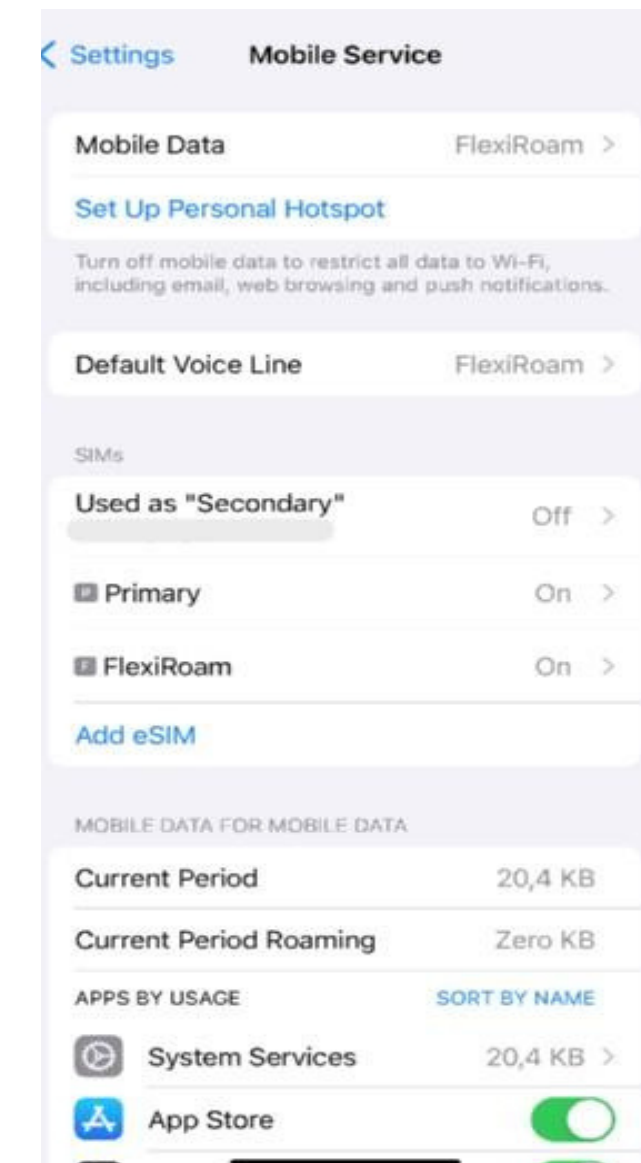 Settings
Mobile Service
Mobile Data
FlexiRoam
Set Up Personal Hotspot
Turn off mobile data to restrict all data to Wi-Fi,
including email, web browsing and push notifications.
Default Voice Line
FlexiRoam
SIMs
Used as "Secondary"
Off
P Primary
On
F FlexiRoam
On
Add eSIM
MOBILE DATA FOR MOBILE DATA
Current Period
20,4 KB
Current Period Roaming
Zero KB
APPS BY USAGE
SORT BY NAME
System Services
20,4 KB
App Store